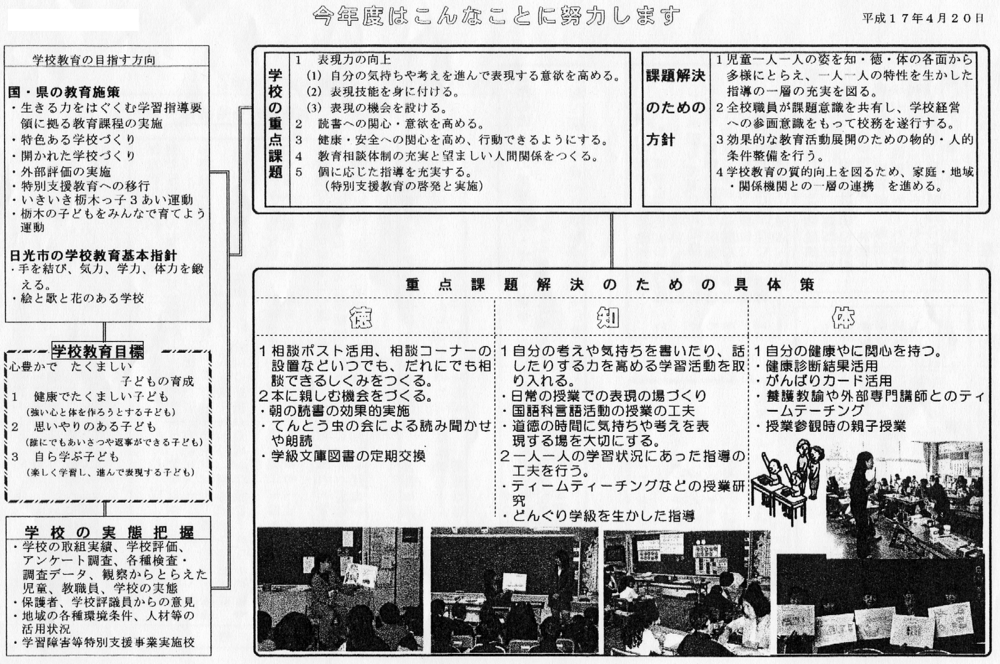 今年度はこんなことに努力します
平成１７年４月２０日
学校教育の目指す方向
国・県の教育施策
・生きる力をはぐくむ学習指導要
領に拠る教育課程の実施
・特色ある学校づくり
・開かれた学校づくり
・外部評価の実施
・特別支援教育への移行
・いきいき栃木っ子３あい運動
・栃木の子どもをみんなで育てよう
運動
日光市の学校教育基本指針
・手を結び、気力、学力、体力を鍛
える。
・絵と歌と花のある学校
学校教育目標
心豊かで　たくましい
子どもの育成
１　健康でたくましい子ども
（強い心と体を作ろうとする子ども）
２　思いやりのある子ども
（誰にでもあいさつや返事ができる子ども）
３　自ら学ぶ子ども
（楽しく学習し、進んで表現する子ども）
学校の実態把握
・学校の取組実績、学校評価、
アンケート調査、各種検査・
調査データ、観察からとらえた
児童、教職員、学校の実態
・保護者、学校評議員からの意見
・地域の各種環境条件、人材等の
活用状況
・学習障害等特別支援事業実施校
学校の重点課題
１　表現力の向上
(1) 自分の気持ちや考えを進んで表現する意欲を高める。
(2) 表現技能を身に付ける。
(3) 表現の機会を設ける。
２　読書への関心・意欲を高める。
３　健康・安全への関心を高め、行動できるようにする。
４　教育相談体制の充実と望ましい人間関係をつくる。
５　個に応じた指導を充実する。
（特別支援教育の啓発と実施）
課題解決
のための
方針
１児童一人一人の姿を知・徳・体の各面から
多様にとらえ、一人一人の特性を生かした
指導の一層の充実を図る。
２全校職員が課題意識を共有し、学校経営
への参画意識をもって校務を遂行する。
３効果的な教育活動展開のための物的・人的
条件整備を行う。
４学校教育の質的向上を図るため、家庭・地域
・関係機関との一層の連携　を進める。
重点課題解決のための具体策
徳
１相談ポスト活用、相談コーナーの
設置などいつでも、だれにでも相
談できるしくみをつくる。
２本に親しむ機会をづくる。
・朝の読書の効果的実施
・てんとう虫の会による読み聞かせ
や朗読
・学級文庫図書の定期交換
知
１自分の考えや気持ちを書いたり、話
したりする力を高める学習活動を取
り入れる。
・日常の授業での表現の場づくり
・国語科言語活動の授業の工夫
・道徳の時間に気持ちや考えを表
現する場を大切にする。
２一人一人の学習状況にあった指導の
工夫を行う。
・ティームティーチングなどの授業研
究
・どんぐり学級を生かした指導
体
１自分の健康やに関心を持つ。
・健康診断結果活用
・がんばりカード活用
・養護教諭や外部専門講師とのティ
ームテーチング
・授業参観時の親子授業